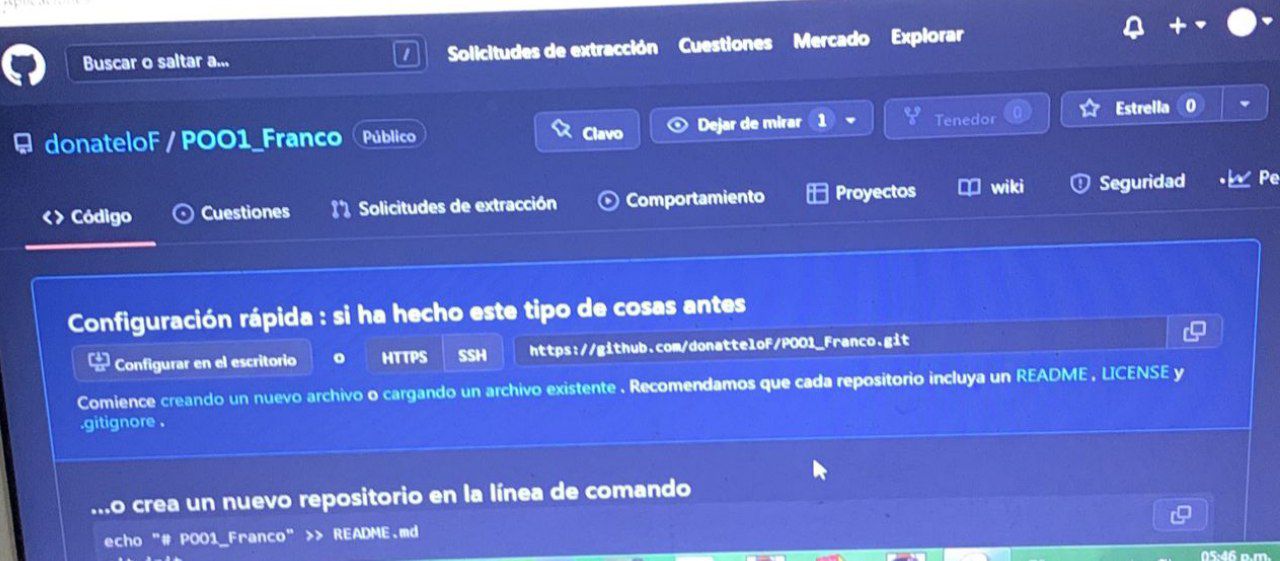 Buscar o saltar a...
/
Solicitudes de extracción Cuestiones Mercado Explorar
donateloF / POO1_Franco Público
Clavo
Dejar de mirar 1
Tenedor 0
Estrella 0
<> Código
Cuestiones
Solicitudes de extracción
Comportamiento
Proyectos
wiki
Seguridad
Pe
Configuración rápida : si ha hecho este tipo de cosas antes
Configurar en el escritorio o HTTPS SSH https://github.com/donatteloF/POO1_Franco.git
Comience creando un nuevo archivo o cargando un archivo existente . Recomendamos que cada repositorio incluya un README , LICENSE y
.gitignore .
...o crea un nuevo repositorio en la línea de comando
echo "# POO1_Franco" >> README.md
05:46 p.m.